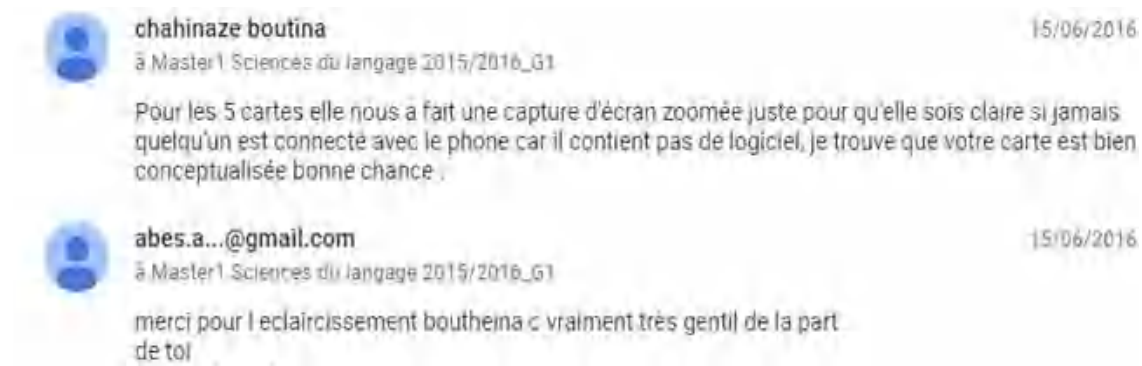 chahinaze boutina
15/06/2016
à Master1 Sciences du langage 2015/2016_G1
Pour les 5 cartes elle nous a fait une capture d'écran zoomée juste pour qu'elle sois claire si jamais
quelqu'un est connecté avec le phone car il contient pas de logiciel, je trouve que votre carte est bien
conceptualisée bonne chance .
abes.a...@gmail.com
15/06/2016
à Master1 Sciences du langage 2015/2016_G1
merci pour l eclaircissement boutheina c vraiment très gentil de la part
de toi